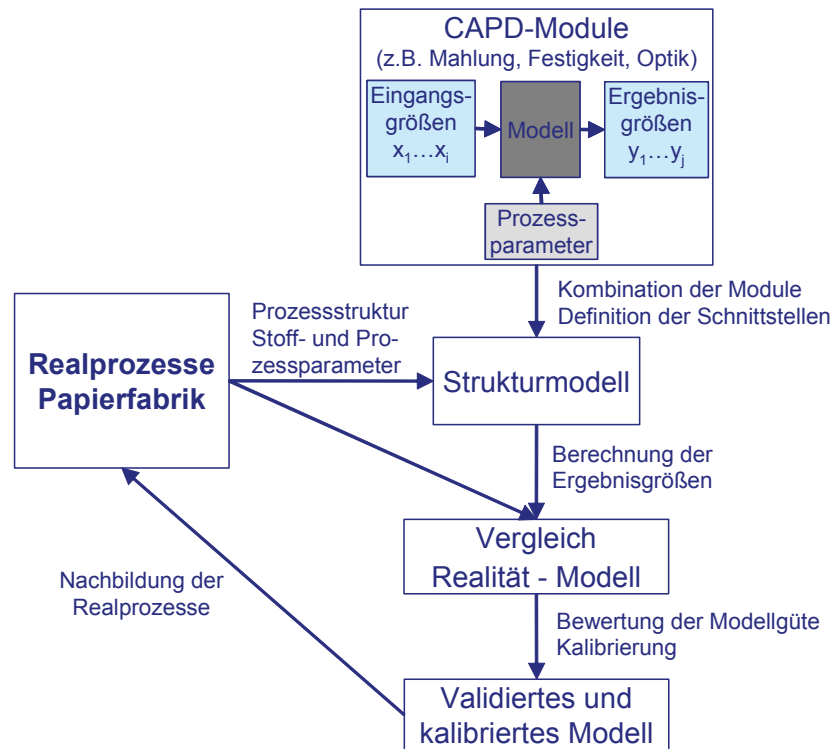 CAPD-Module
(z.B. Mahlung, Festigkeit, Optik)
Eingangs-
größen
x1…xi
Modell
Ergebnis-
größen
y1…yj
Prozess-
parameter
Kombination der Module
Definition der Schnittstellen
Prozessstruktur
Stoff- und Pro-
zessparameter
Realprozesse
Papierfabrik
Strukturmodell
Berechnung der
Ergebnisgrößen
Vergleich
Realität - Modell
Nachbildung der
Realprozesse
Bewertung der Modellgüte
Kalibrierung
Validiertes und
kalibriertes Modell